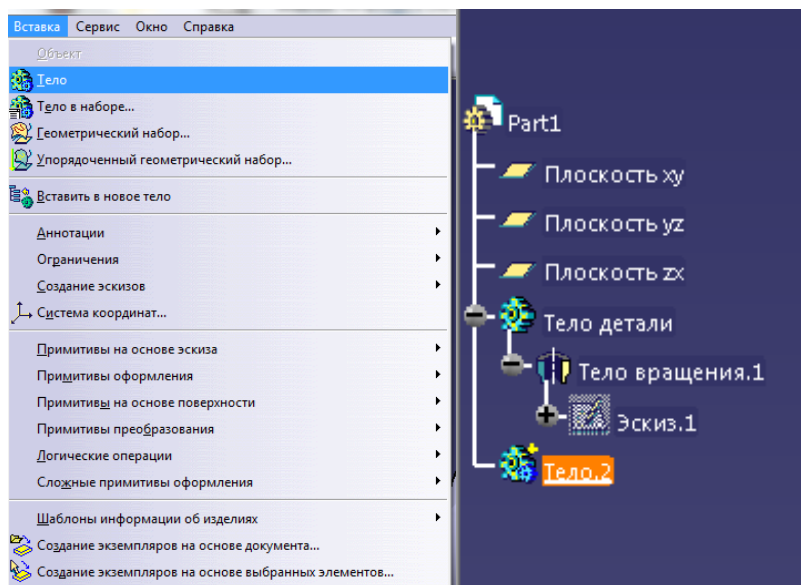 Вставка Сервис Окно Справка
Объект
Тело
Тело в наборе...
Геометрический набор...
Упорядоченный геометрический набор...
Вставить в новое тело
Аннотации
Ограничения
Создание эскизов
Система координат...
Примитивы на основе эскиза
Примитивы оформления
Примитивы на основе поверхности
Примитивы преобразования
Логические операции
Сложные примитивы оформления
Шаблоны информации об изделиях
Создание экземпляров на основе документа...
Создание экземпляров на основе выбранных элементов...
Part1
Плоскость xy
Плоскость yz
Плоскость zx
Тело детали
Тело вращения.1
Эскиз.1
Тело.2